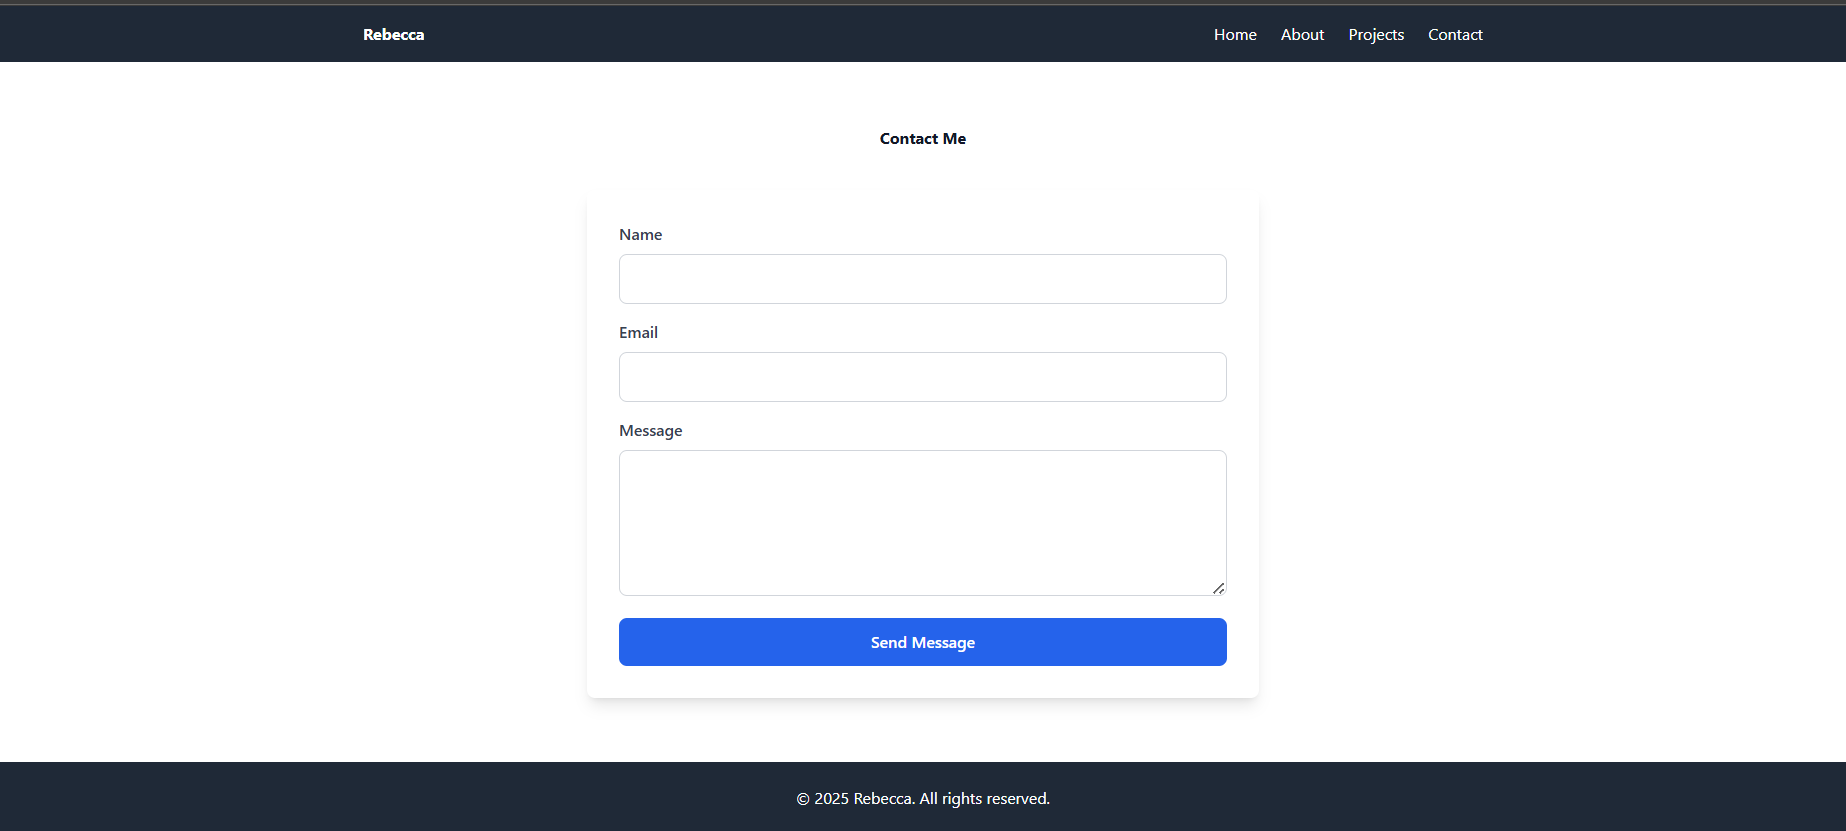 Rebecca Home About Projects Contact
Contact Me
Name
Email
Message
Send Message
© 2025 Rebecca. All rights reserved.